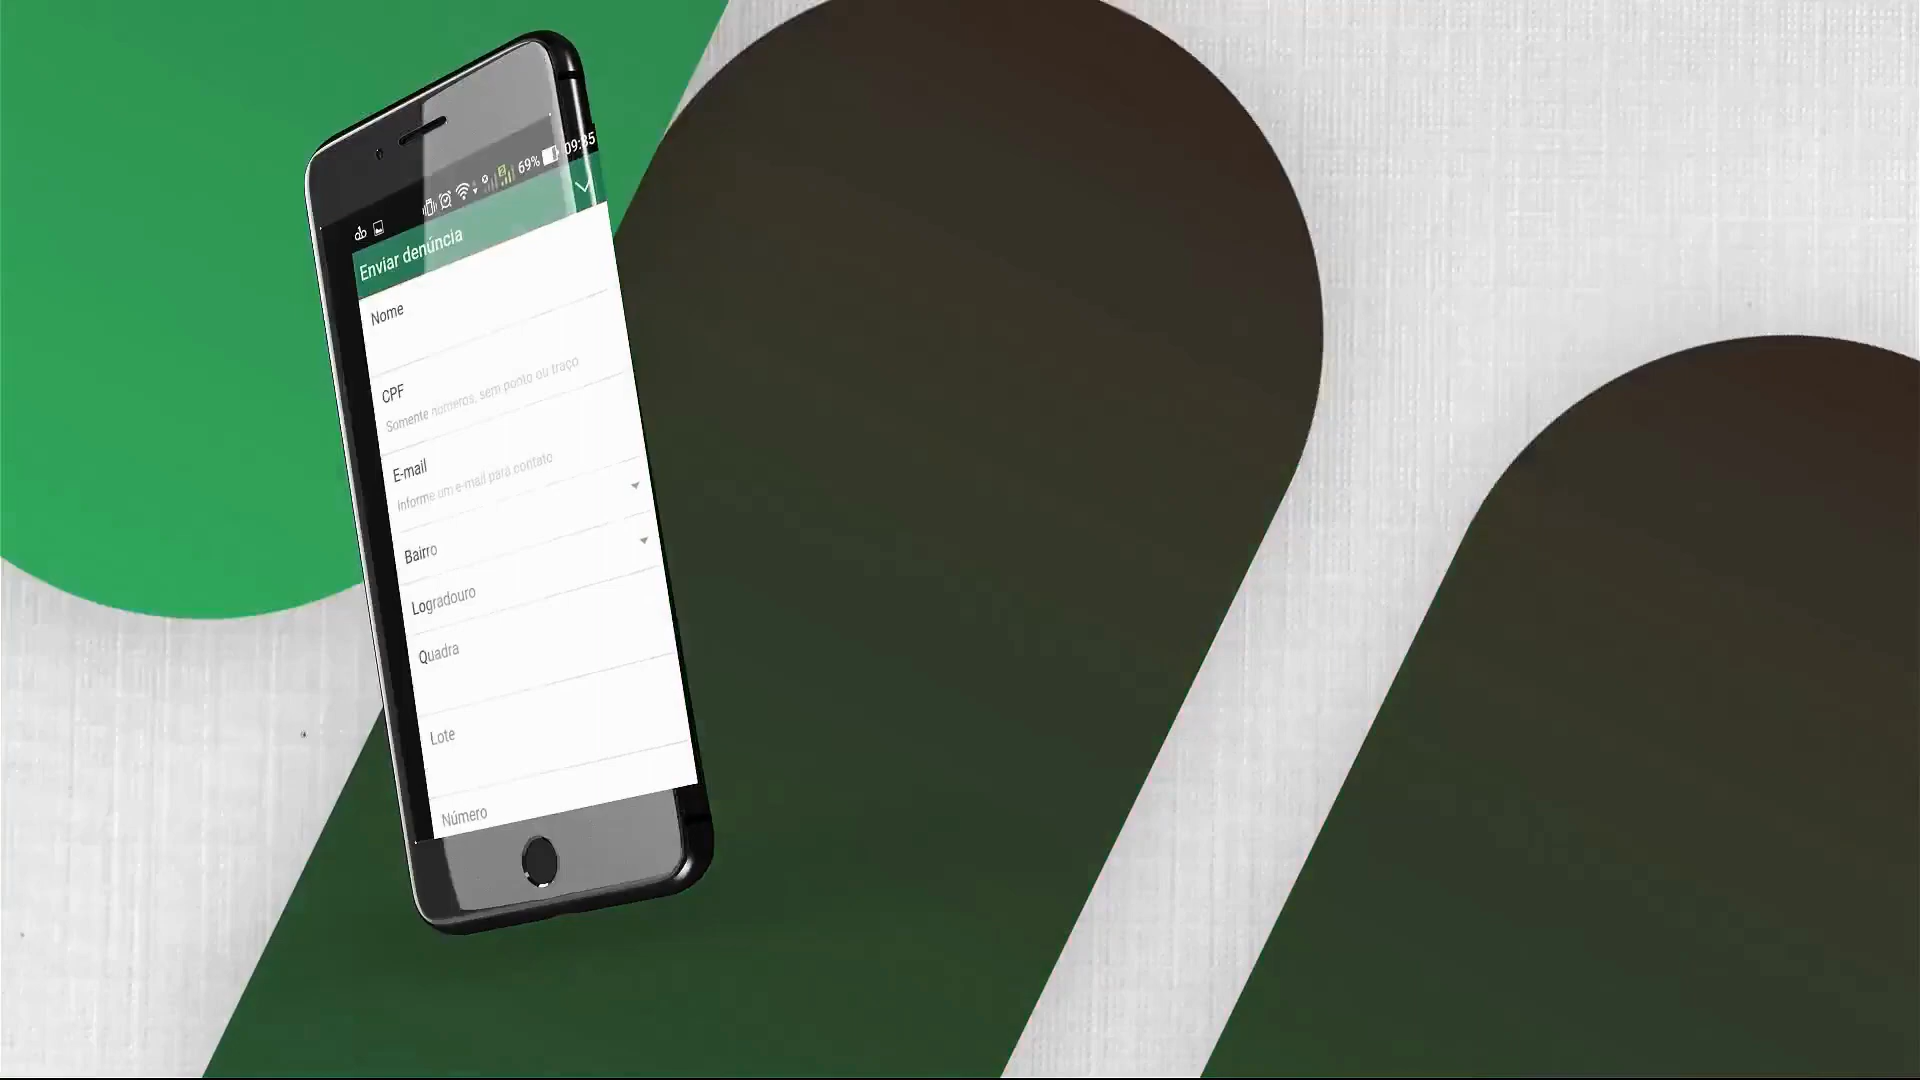 69% 09:35
Enviar denúncia
Nome
CPF
Somente números, sem ponto ou traço
E-mail
Informe um e-mail para contato
Bairro
Logradouro
Quadra
Lote
Número